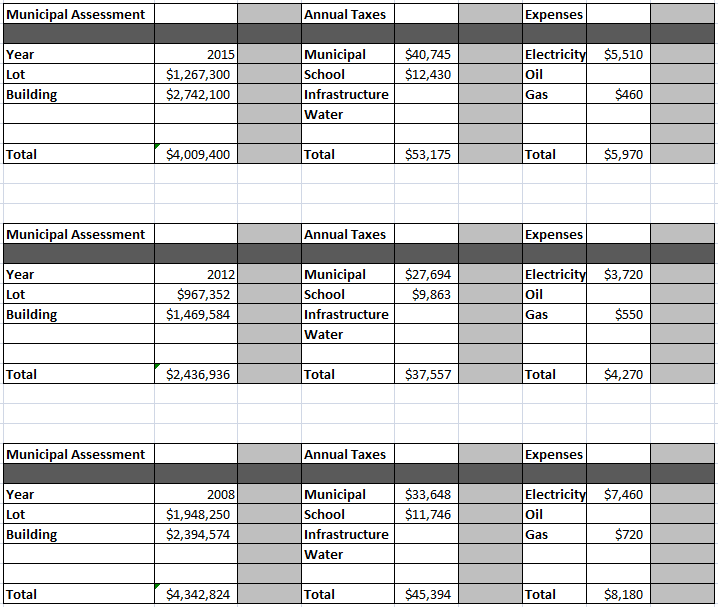 Municipal Assessment Annual Taxes Expenses
Year 2015 Municipal $40,745 Electricity $5,510
Lot $1,267,300 School $12,430 Oil
Building $2,742,100 Infrastructure Gas $460
Water
Total $4,009,400 Total $53,175 Total $5,970
Municipal Assessment Annual Taxes Expenses
Year 2012 Municipal $27,694 Electricity $3,720
Lot $967,352 School $9,863 Oil
Building $1,469,584 Infrastructure Gas $550
Water
Total $2,436,936 Total $37,557 Total $4,270
Municipal Assessment Annual Taxes Expenses
Year 2008 Municipal $33,648 Electricity $7,460
Lot $1,948,250 School $11,746 Oil
Building $2,394,574 Infrastructure Gas $720
Water
Total $4,342,824 Total $45,394 Total $8,180